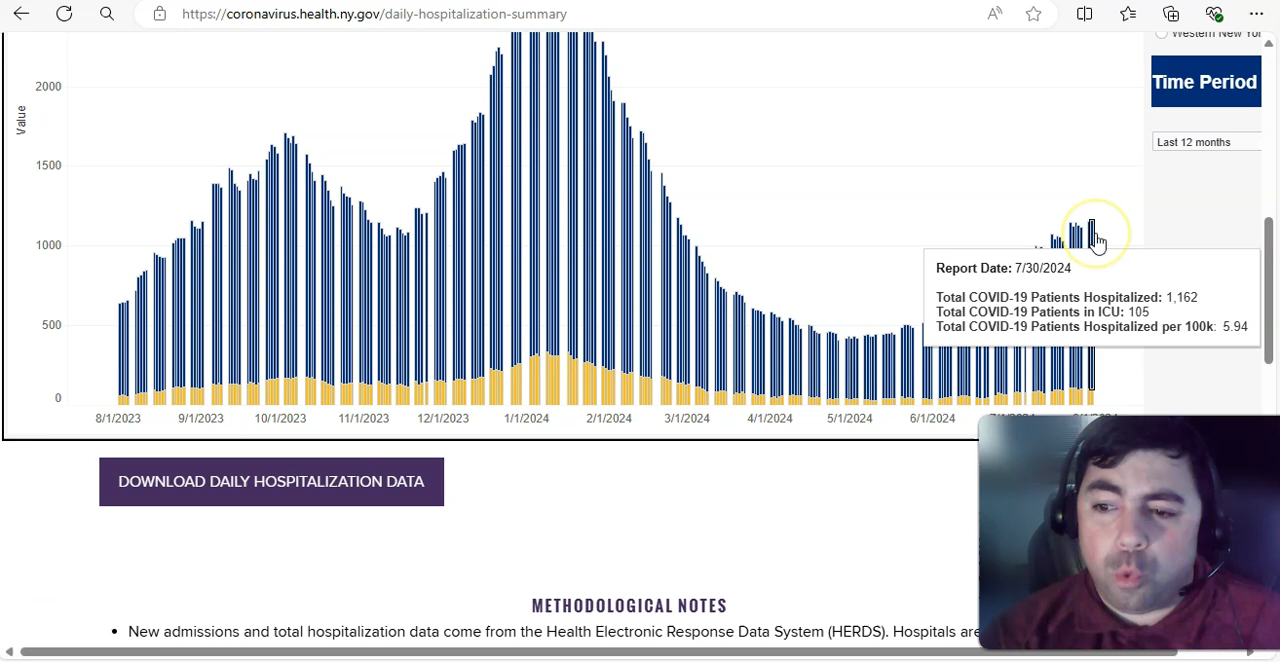 https://coronavirus.health.ny.gov/daily-hospitalization-summary
Western New Yor
Time Period
Last 12 months
Value
2000
1500
1000
500
0
Report Date: 7/30/2024
Total COVID-19 Patients Hospitalized: 1,162
Total COVID-19 Patients in ICU: 105
Total COVID-19 Patients Hospitalized per 100k: 5.94
8/1/2023 9/1/2023 10/1/2023 11/1/2023 12/1/2023 1/1/2024 2/1/2024 3/1/2024 4/1/2024 5/1/2024 6/1/2024
DOWNLOAD DAILY HOSPITALIZATION DATA
METHODOLOGICAL NOTES
• New admissions and total hospitalization data come from the Health Electronic Response Data System (HERDS). Hospitals are